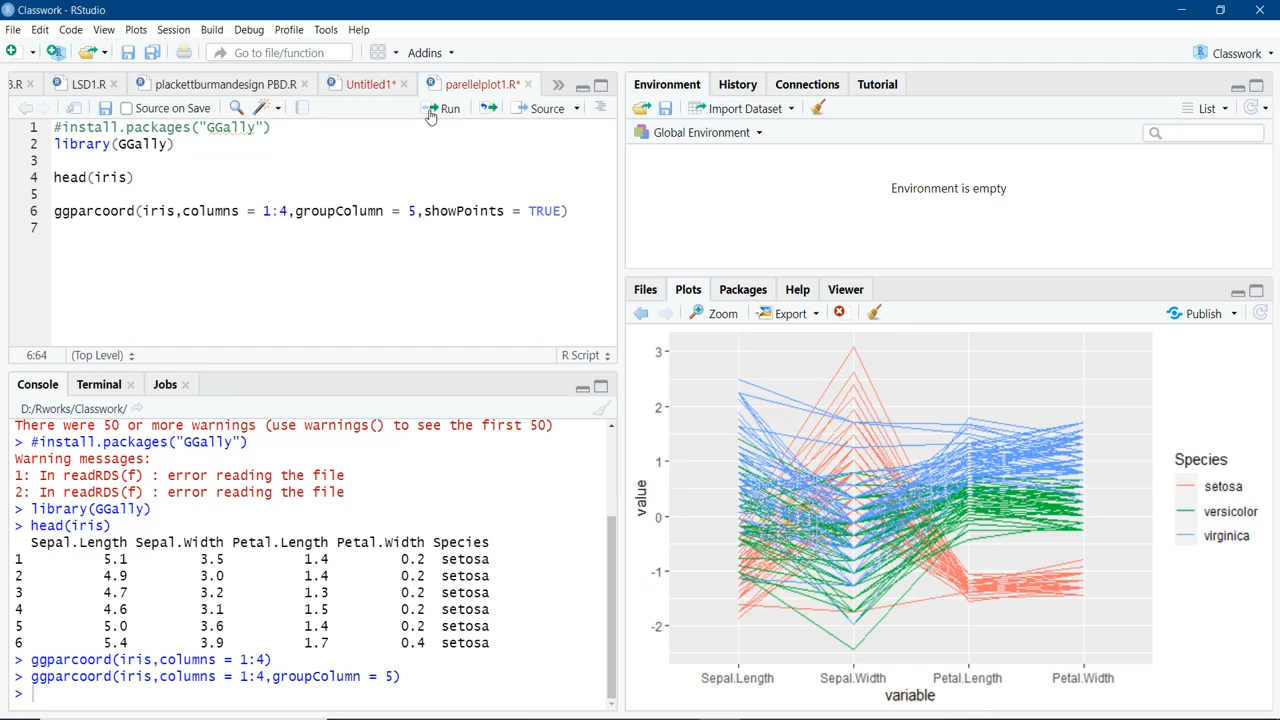 Classwork - RStudio
File Edit Code View Plots Session Build Debug Profile Tools Help
Go to file/function Addins Classwork
3.R LSD1.R plackettburmandesign PBD.R Untitled1* parellelplot1.R*
Source on Save Run Source
1 #install.packages("GGally")
2 library(GGally)
3
4 head(iris)
5
6 ggparcoord(iris,columns = 1:4,groupColumn = 5,showPoints = TRUE)
7
6:64 (Top Level) R Script
Console Terminal Jobs
D:/Rworks/Classwork/
There were 50 or more warnings (use warnings() to see the first 50)
> #install.packages("GGally")
Warning messages:
1: In readRDS(f) : error reading the file
2: In readRDS(f) : error reading the file
> library(GGally)
> head(iris)
Sepal.Length Sepal.Width Petal.Length Petal.Width Species
1 5.1 3.5 1.4 0.2 setosa
2 4.9 3.0 1.4 0.2 setosa
3 4.7 3.2 1.3 0.2 setosa
4 4.6 3.1 1.5 0.2 setosa
5 5.0 3.6 1.4 0.2 setosa
6 5.4 3.9 1.7 0.4 setosa
> ggparcoord(iris,columns = 1:4)
> ggparcoord(iris,columns = 1:4,groupColumn = 5)
>
Environment History Connections Tutorial
Import Dataset List
Global Environment
Environment is empty
Files Plots Packages Help Viewer
Zoom Export Publish
3
2
1
0
-1
-2
value
Sepal.Length Sepal.Width Petal.Length Petal.Width
variable
Species
setosa
versicolor
virginica